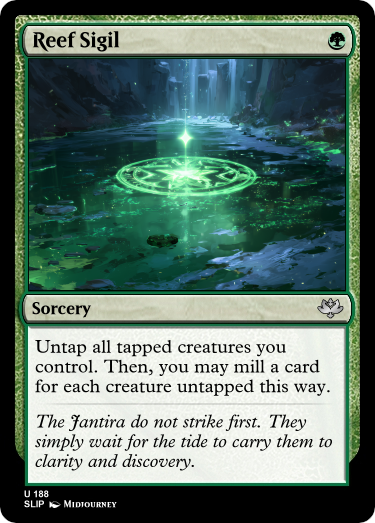 Reef Sigil
Sorcery
Untap all tapped creatures you
control. Then, you may mill a card
for each creature untapped this way.
The Jantira do not strike first. They
simply wait for the tide to carry them to
clarity and discovery.
U 188
SLIP Midjourney